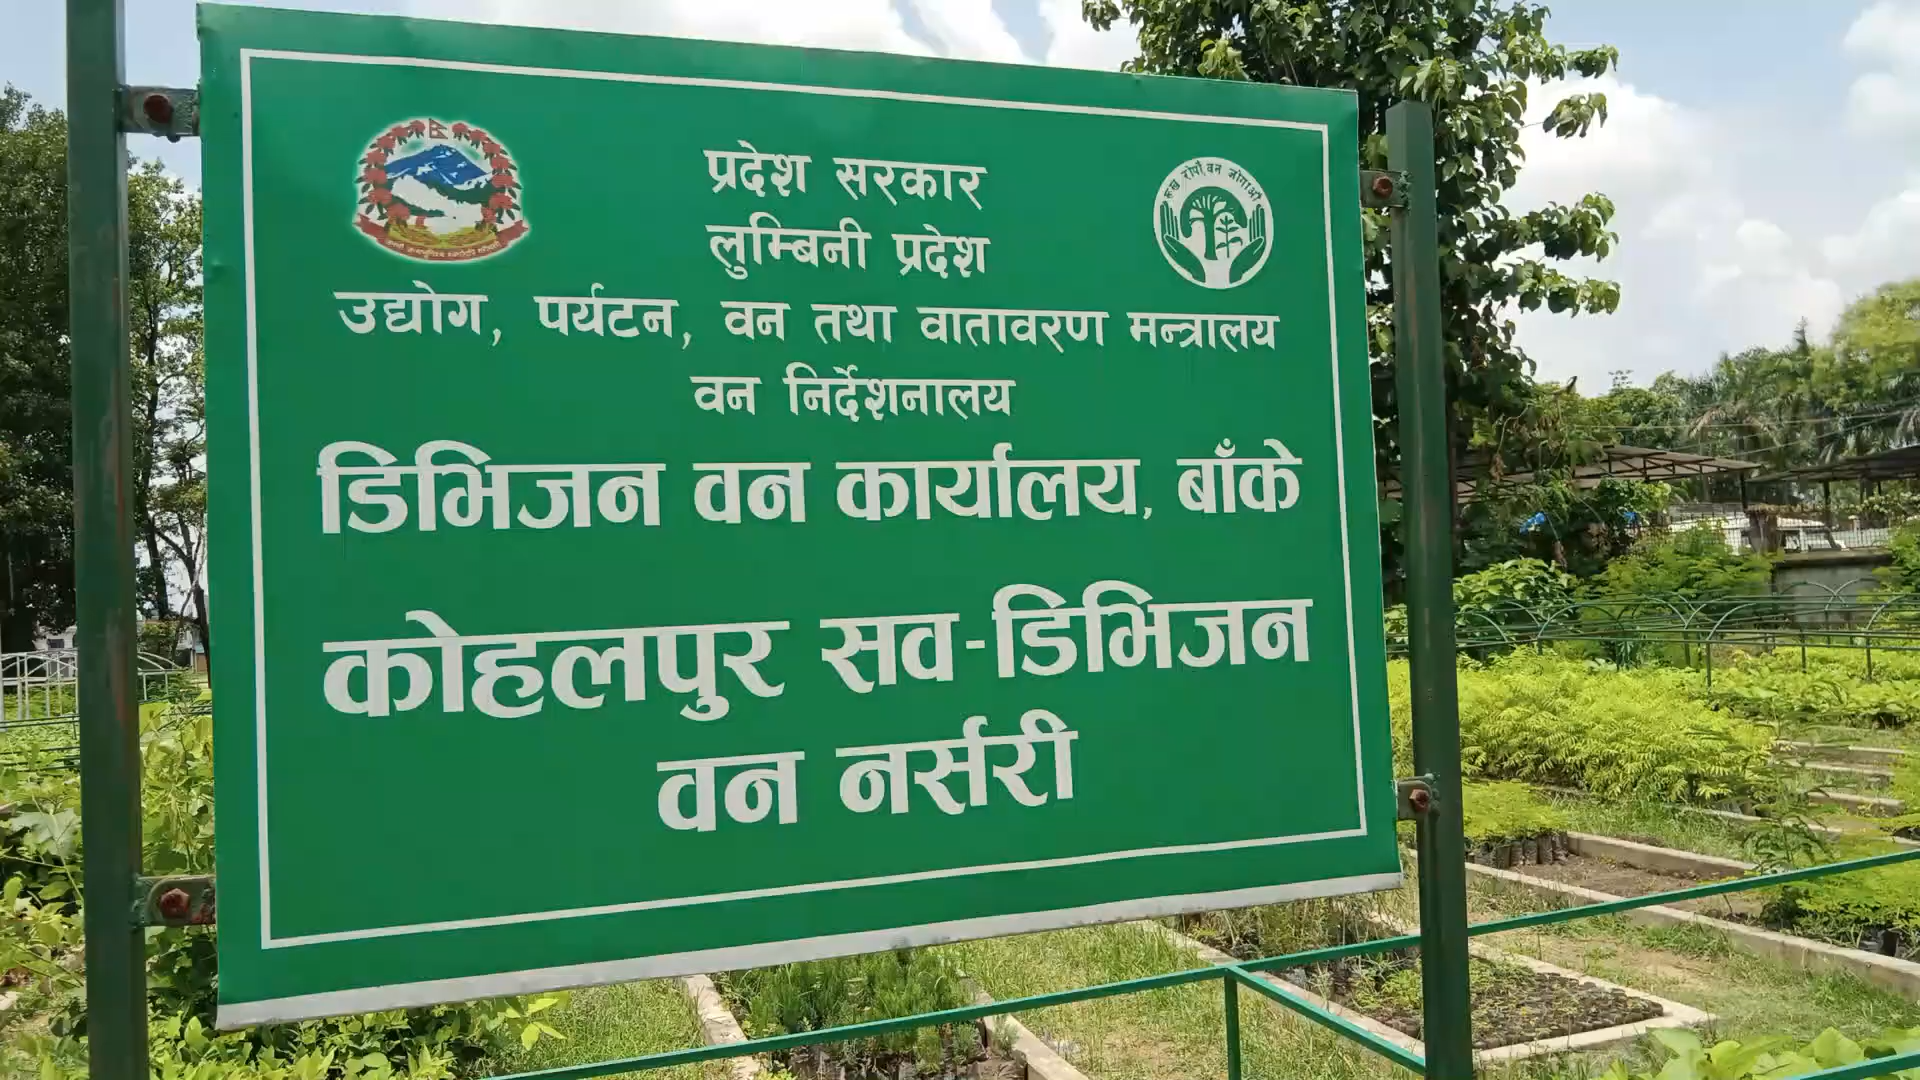 प्रदेश सरकार
लुम्बिनी प्रदेश
उद्योग, पर्यटन, वन तथा वातावरण मन्त्रालय
वन निर्देशनालय
डिभिजन वन कार्यालय, बाँके
कोहलपुर सव-डिभिजन
वन नर्सरी
रूख रोपौं वन जोगाऔं